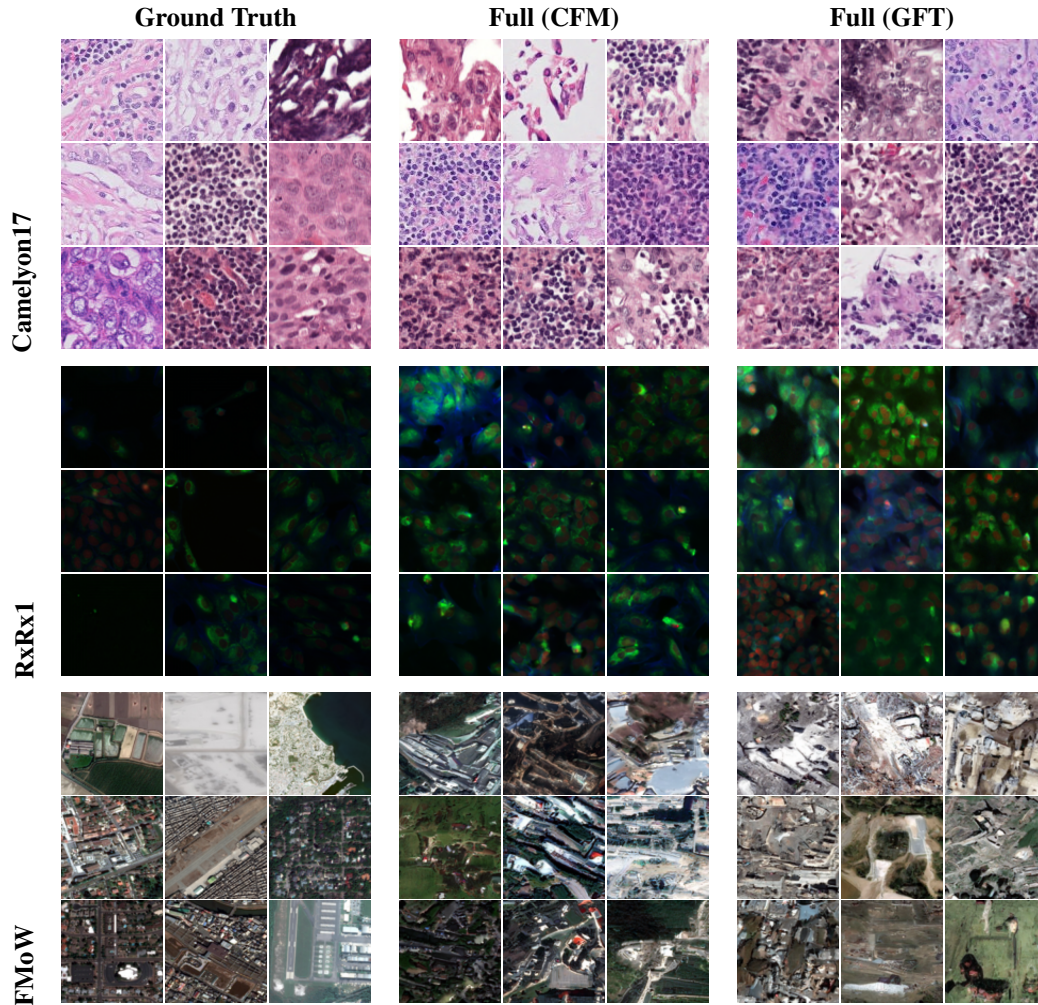 Ground Truth
Full (CFM)
Full (GFT)
Camelyon17
RxRx1
FMoW